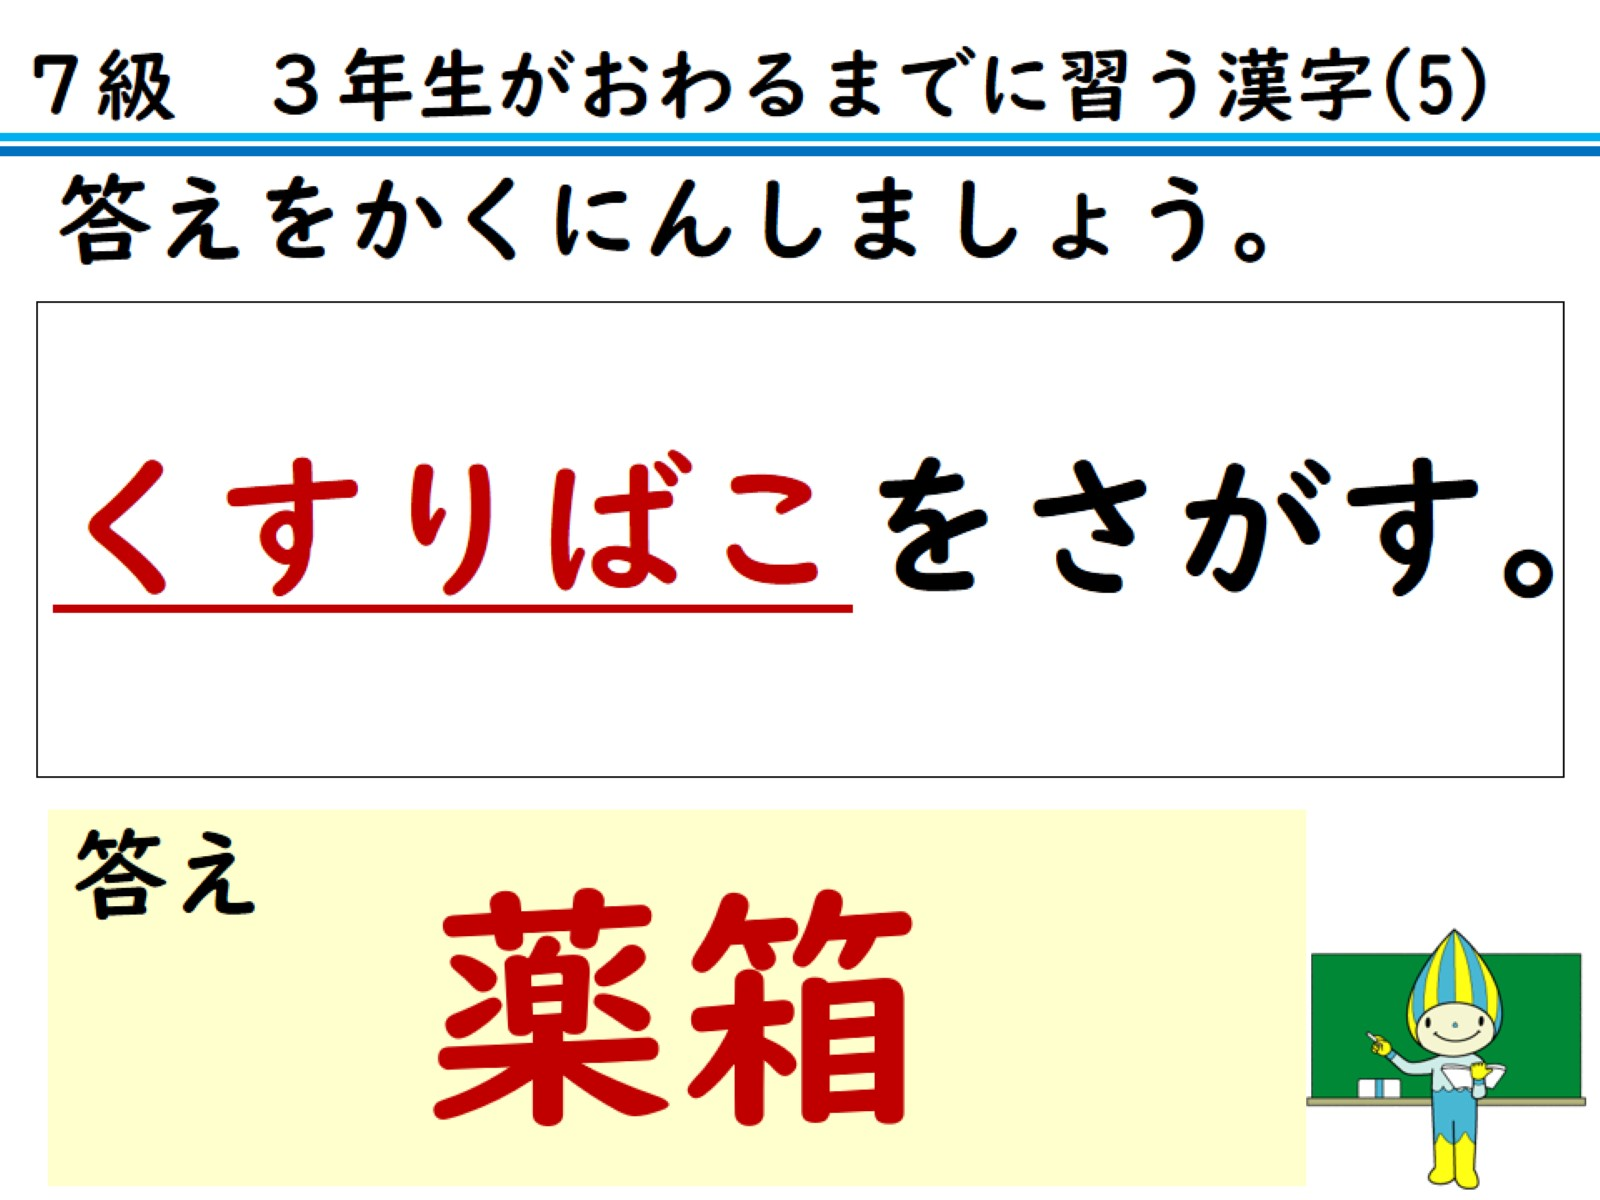 ７級　３年生がおわるまでに習う漢字(5)
答えをかくにんしましょう。
くすりばこをさがす。
答え
薬箱